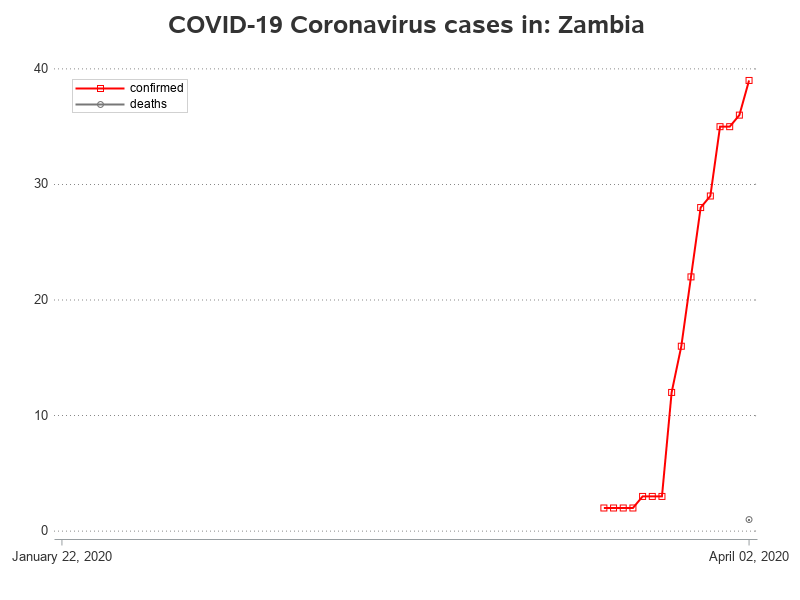 COVID-19 Coronavirus cases in: Zambia
40
confirmed
deaths
30
20
10
0
January 22, 2020
April 02, 2020